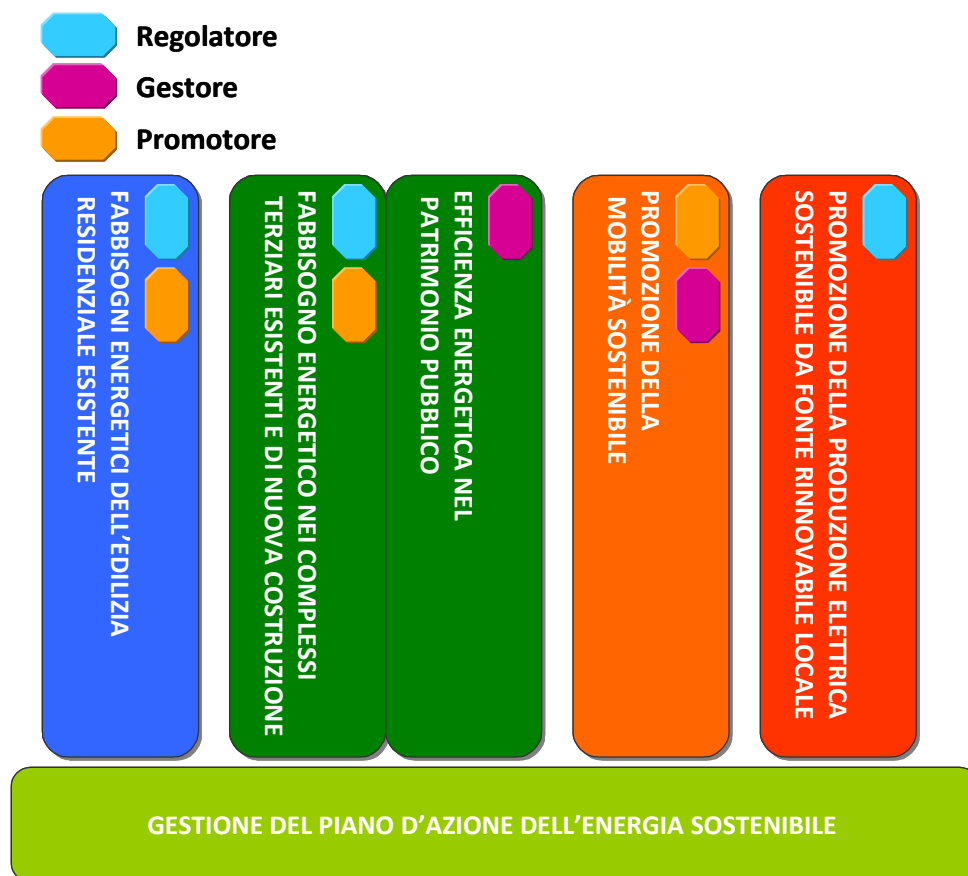 Regolatore
Gestore
Promotore
FABBISOGNI ENERGETICI DELL'EDILIZIA
RESIDENZIALE ESISTENTE
FABBISOGNO ENERGETICO NEI COMPLESSI
TERZIARI ESISTENTI E DI NUOVA COSTRUZIONE
EFFICIENZA ENERGETICA NEL
PATRIMONIO PUBBLICO
PROMOZIONE DELLA
MOBILITÀ SOSTENIBILE
PROMOZIONE DELLA PRODUZIONE ELETTRICA
SOSTENIBILE DA FONTE RINNOVABILE LOCALE
GESTIONE DEL PIANO D'AZIONE DELL'ENERGIA SOSTENIBILE